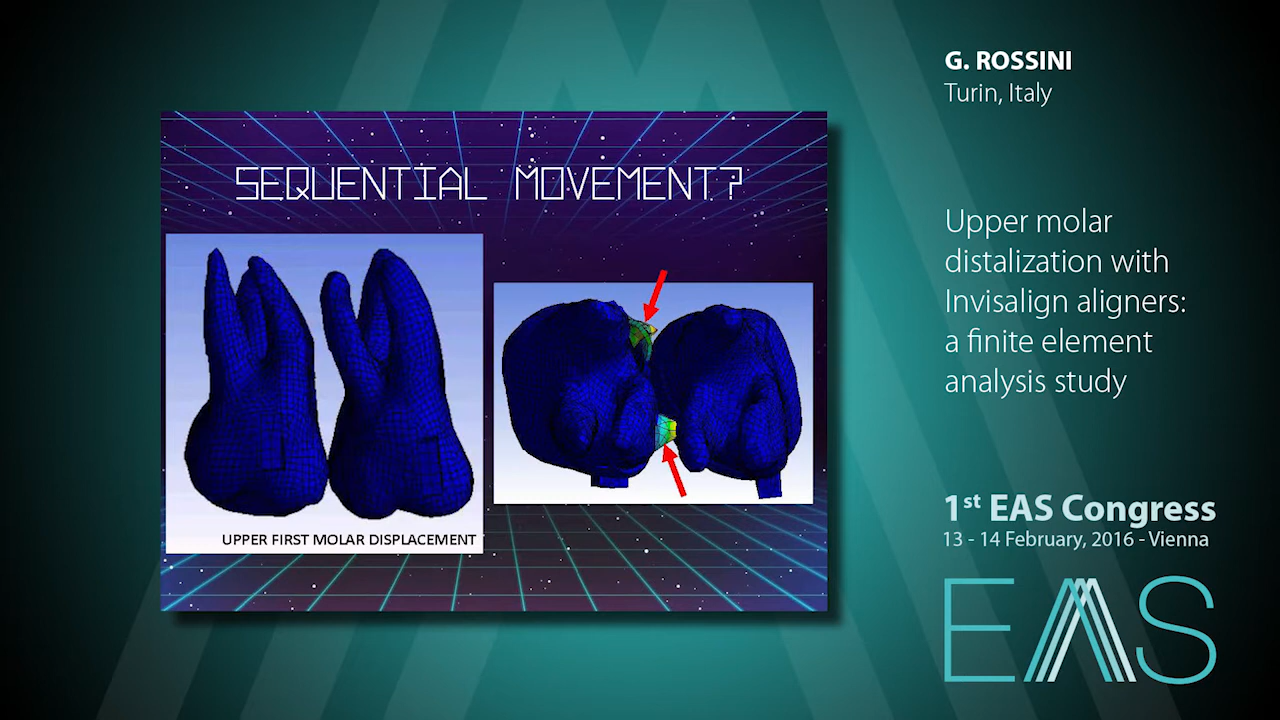 G. ROSSINI
Turin, Italy
SEQUENTIAL MOVEMENT?
UPPER FIRST MOLAR DISPLACEMENT
Upper molar
distalization with
Invisalign aligners:
a finite element
analysis study
1st EAS Congress
13 - 14 February, 2016 - Vienna
EAS